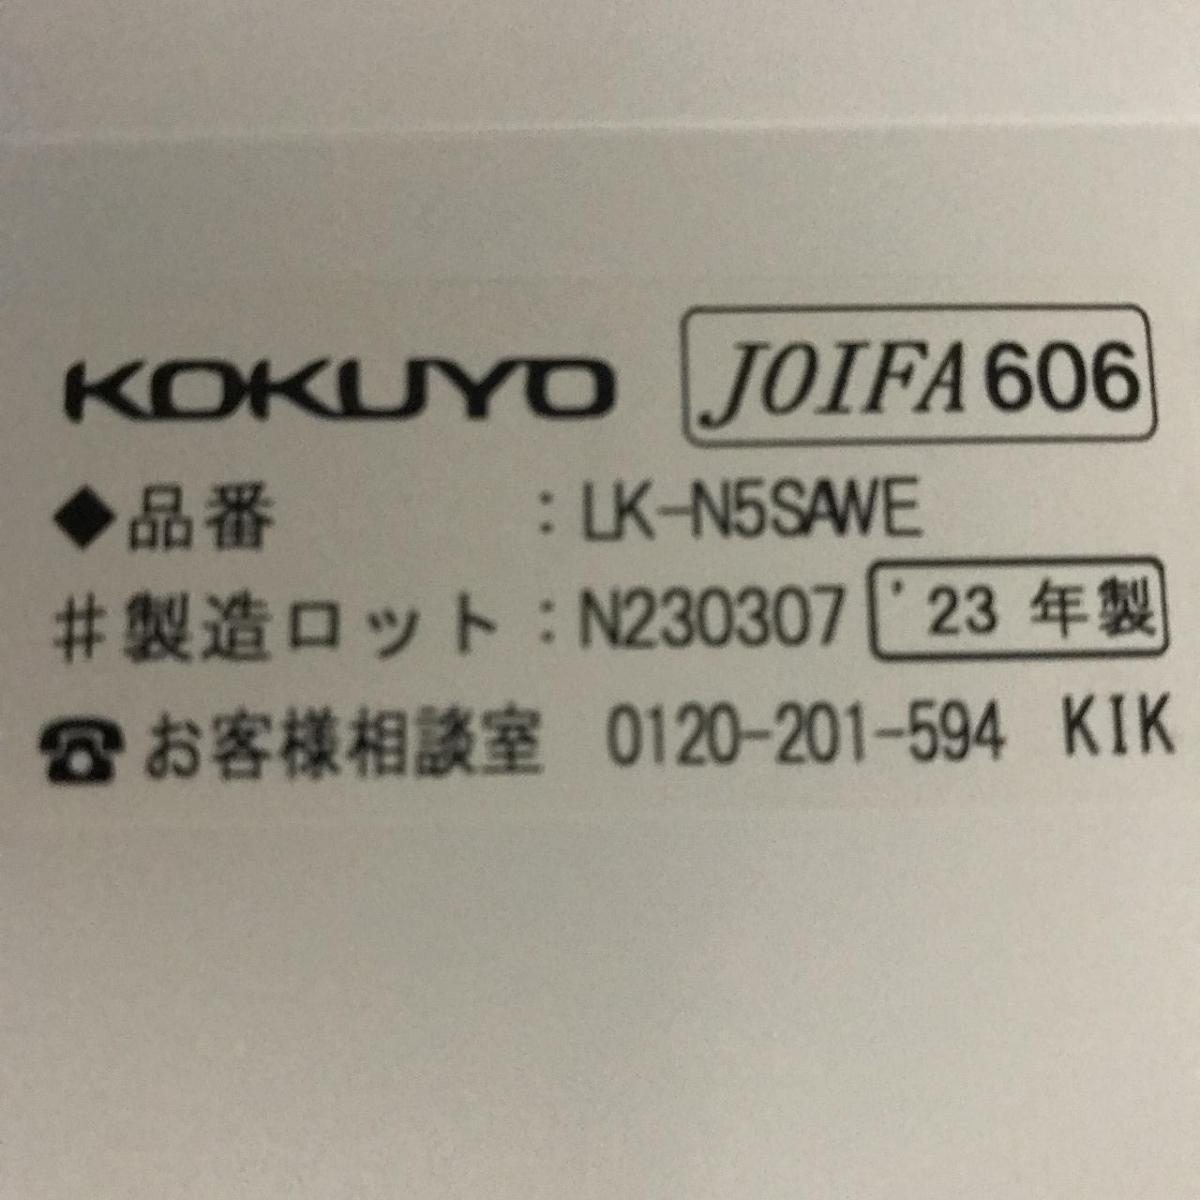 KOKUYO JOIFA606
◆品番 : LK-N5SAWE
#製造ロット : N230307 '23 年製
☎お客様相談室 0120-201-594 KIK